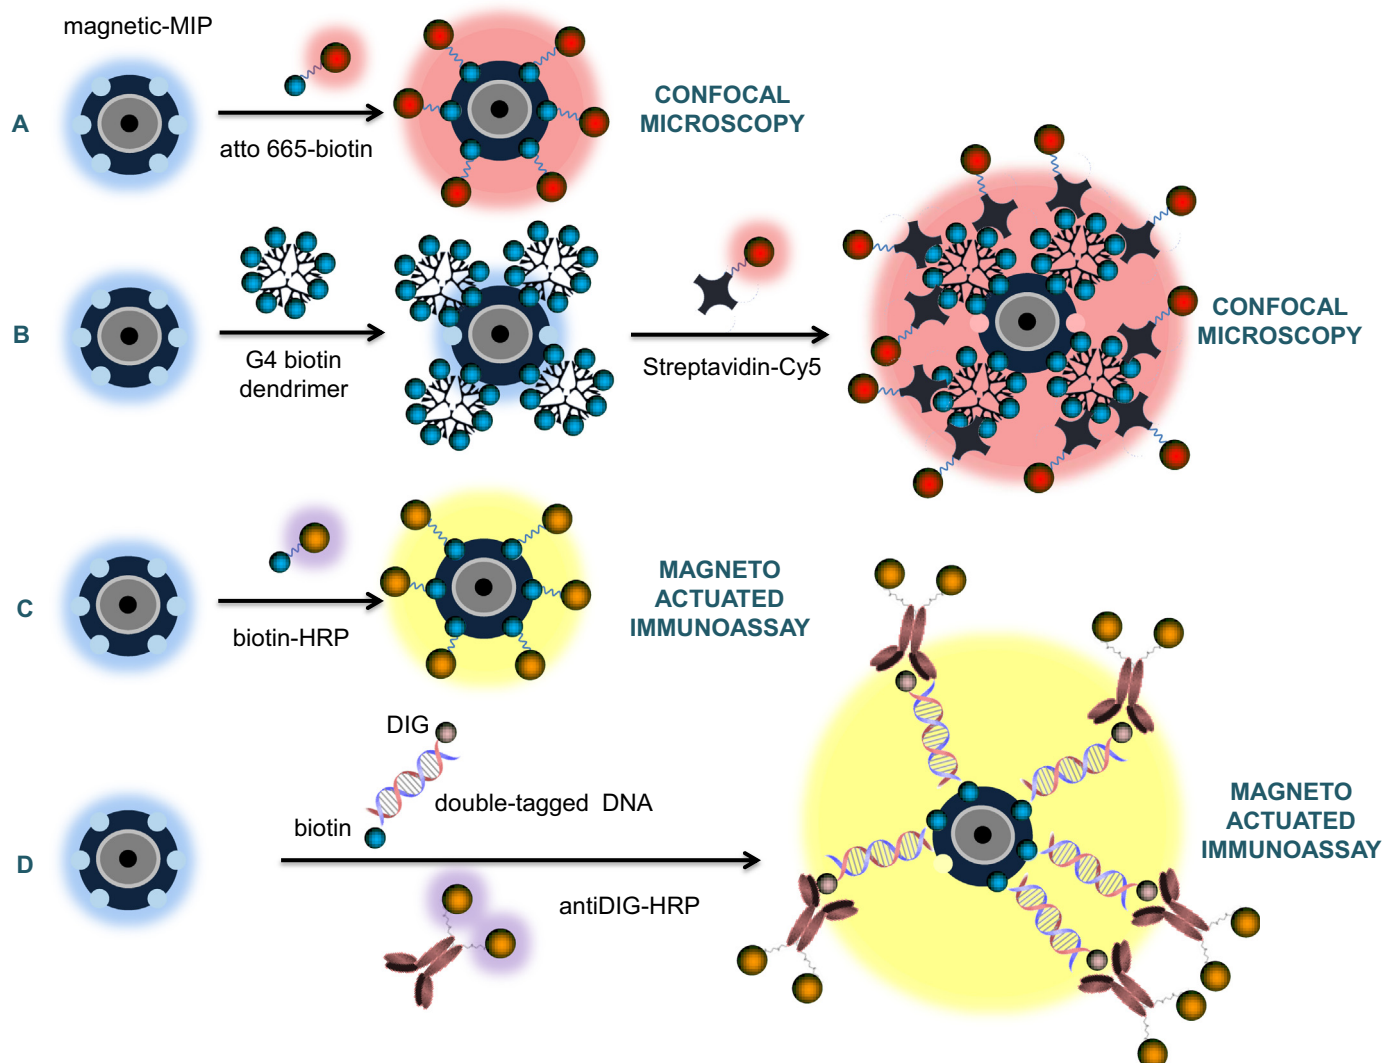 magnetic-MIP
A
atto 665-biotin
CONFOCAL
MICROSCOPY
B
G4 biotin
dendrimer
Streptavidin-Cy5
CONFOCAL
MICROSCOPY
C
biotin-HRP
MAGNETO
ACTUATED
IMMUNOASSAY
D
DIG
double-tagged DNA
biotin
antiDIG-HRP
MAGNETO
ACTUATED
IMMUNOASSAY